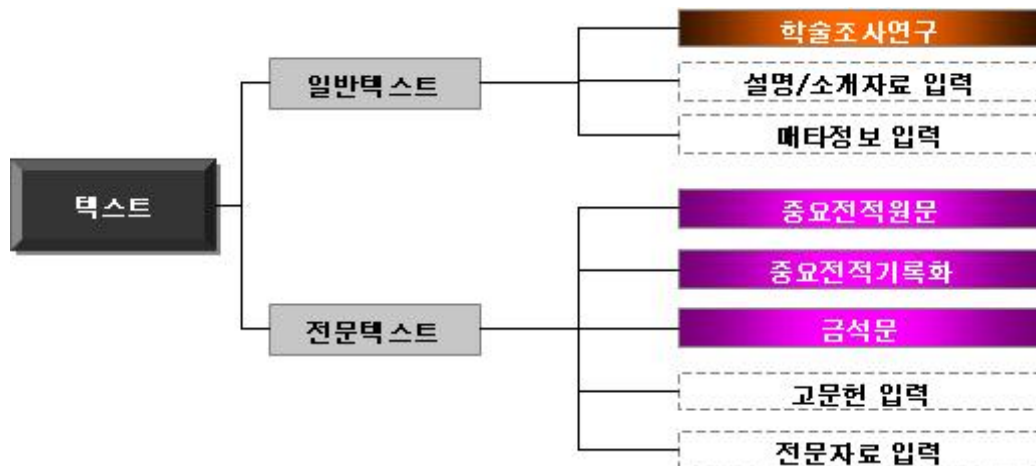 텍스트
일반텍스트
학술조사연구
설명/소개자료 입력
메타정보 입력
전문텍스트
중요전적원문
중요전적기록화
금석문
고문헌 입력
전문자료 입력